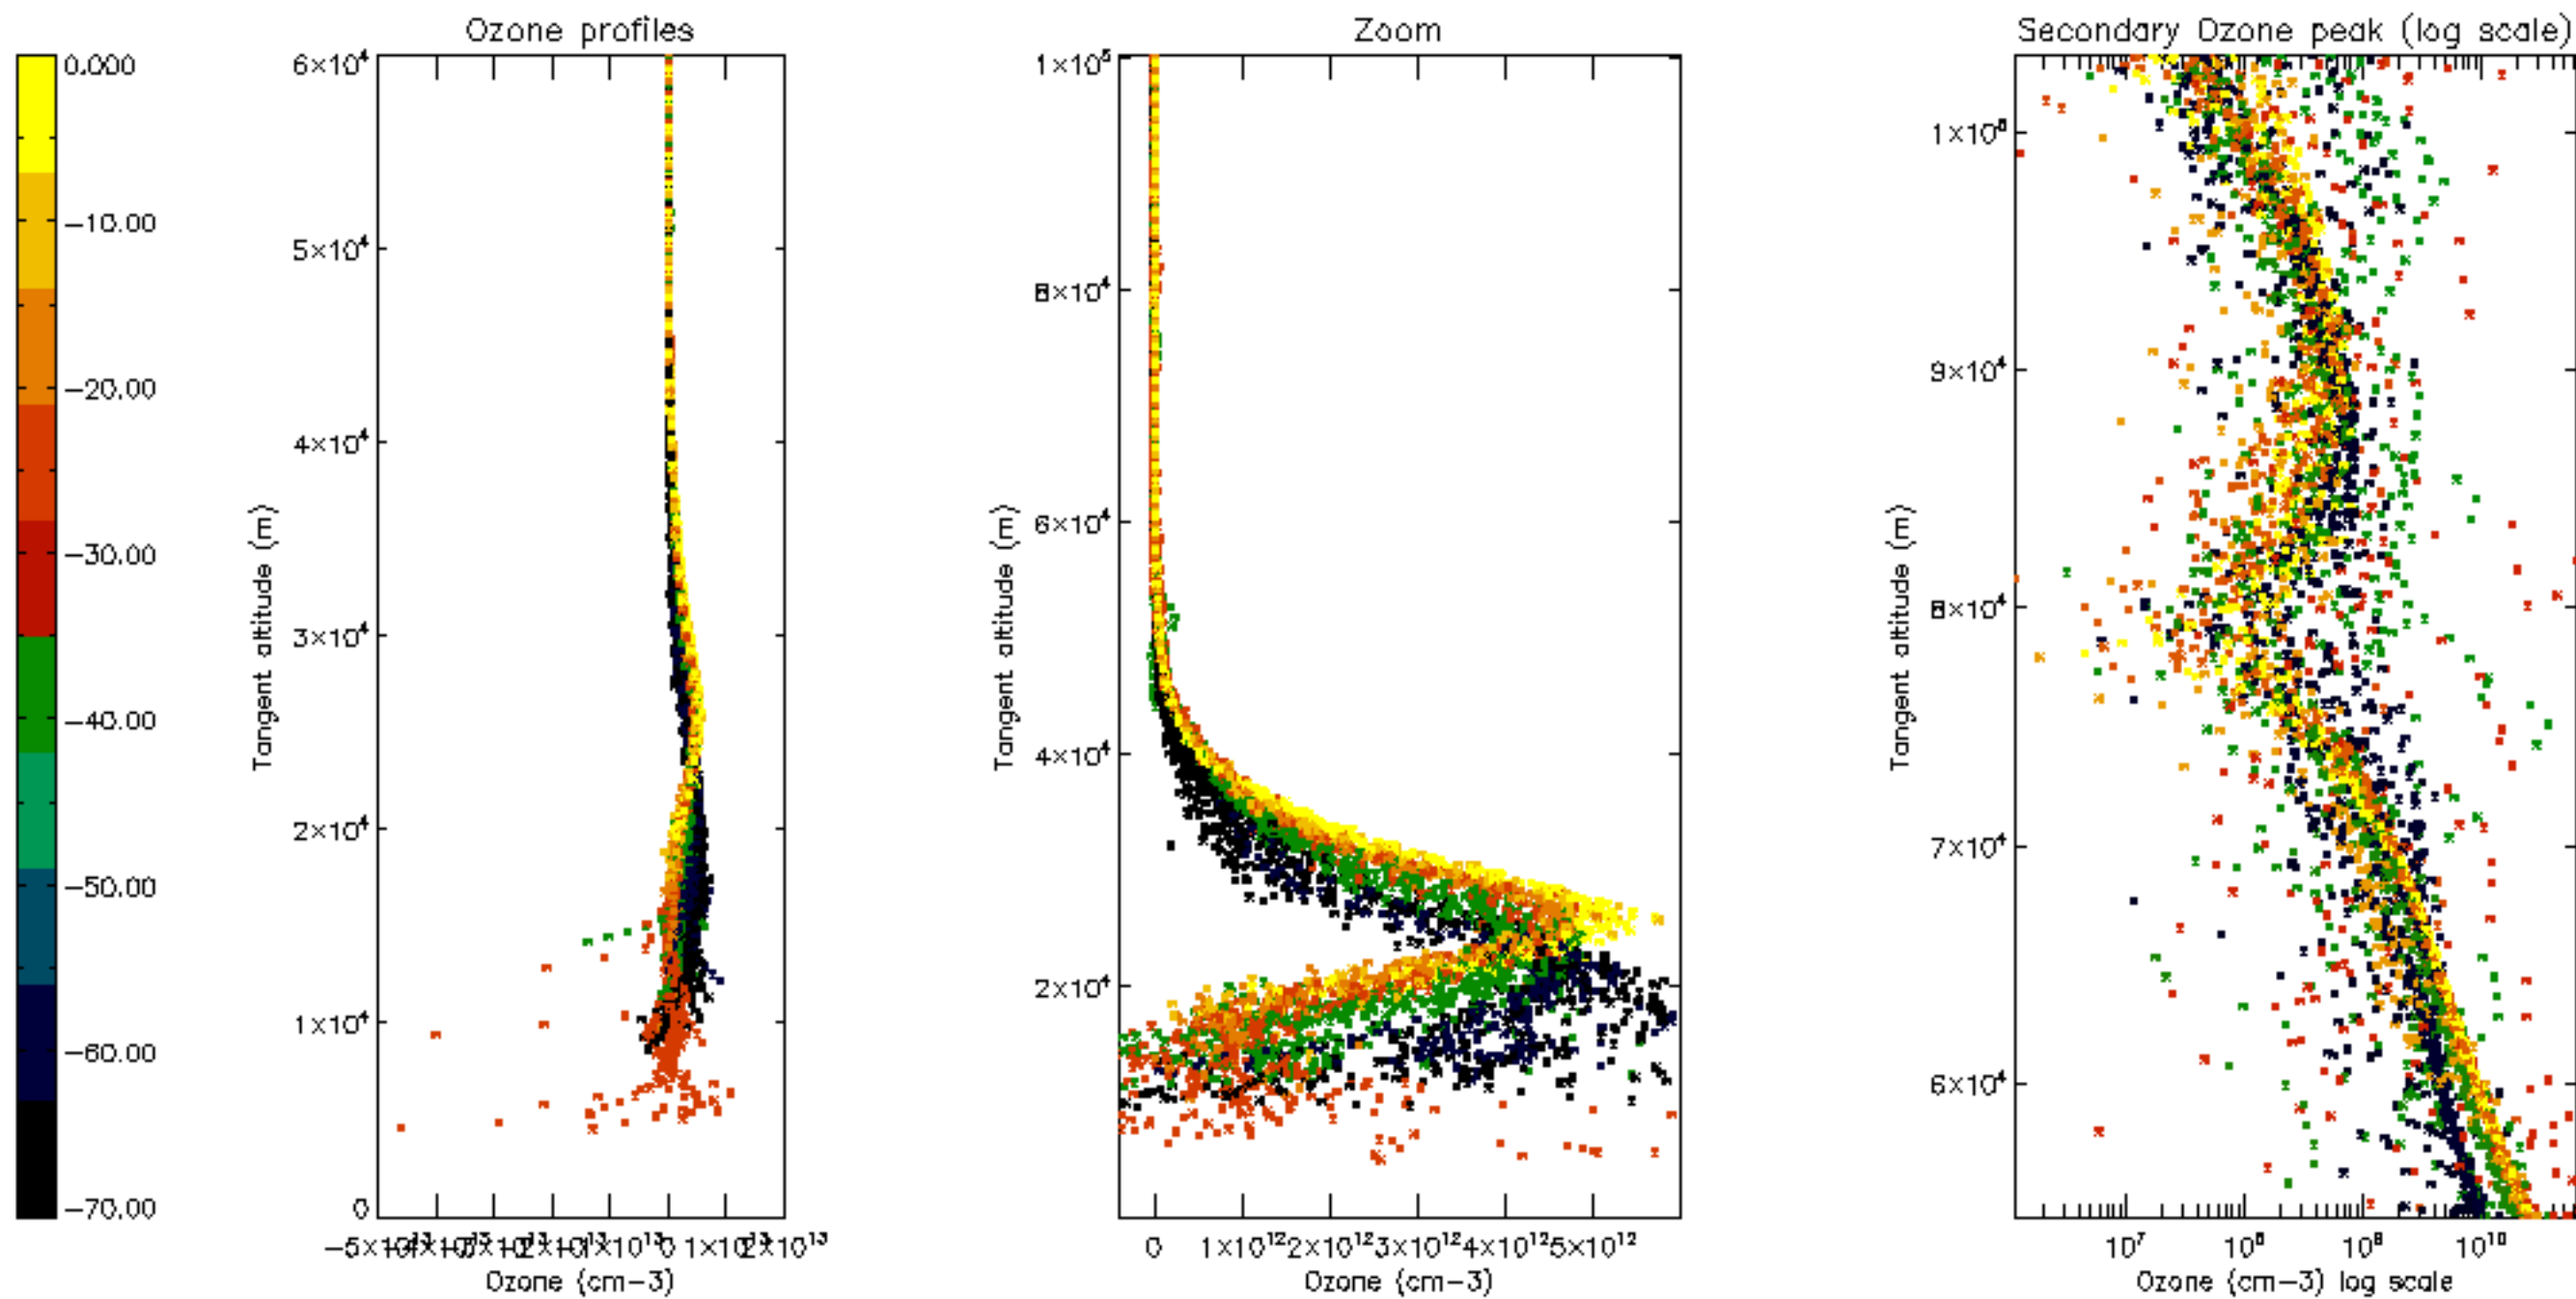 Ozone profiles
Zoom
Secondary Ozone peak (log scale)
0.000
−10.00
−20.00
−30.00
−40.00
−50.00
−60.00
−70.00
Tangent altitude (m)
6×10⁴
5×10⁴
4×10⁴
3×10⁴
2×10⁴
1×10⁴
0
0 1×10¹³ 2×10¹³
Ozone (cm−3)
Tangent altitude (m)
1×10⁵
8×10⁴
6×10⁴
4×10⁴
2×10⁴
0 1×10¹² 2×10¹² 3×10¹² 4×10¹² 5×10¹²
Ozone (cm−3)
Tangent altitude (m)
9×10⁴
8×10⁴
7×10⁴
6×10⁴
10⁷ 10⁸ 10⁹ 10¹⁰
Ozone (cm−3) log scale